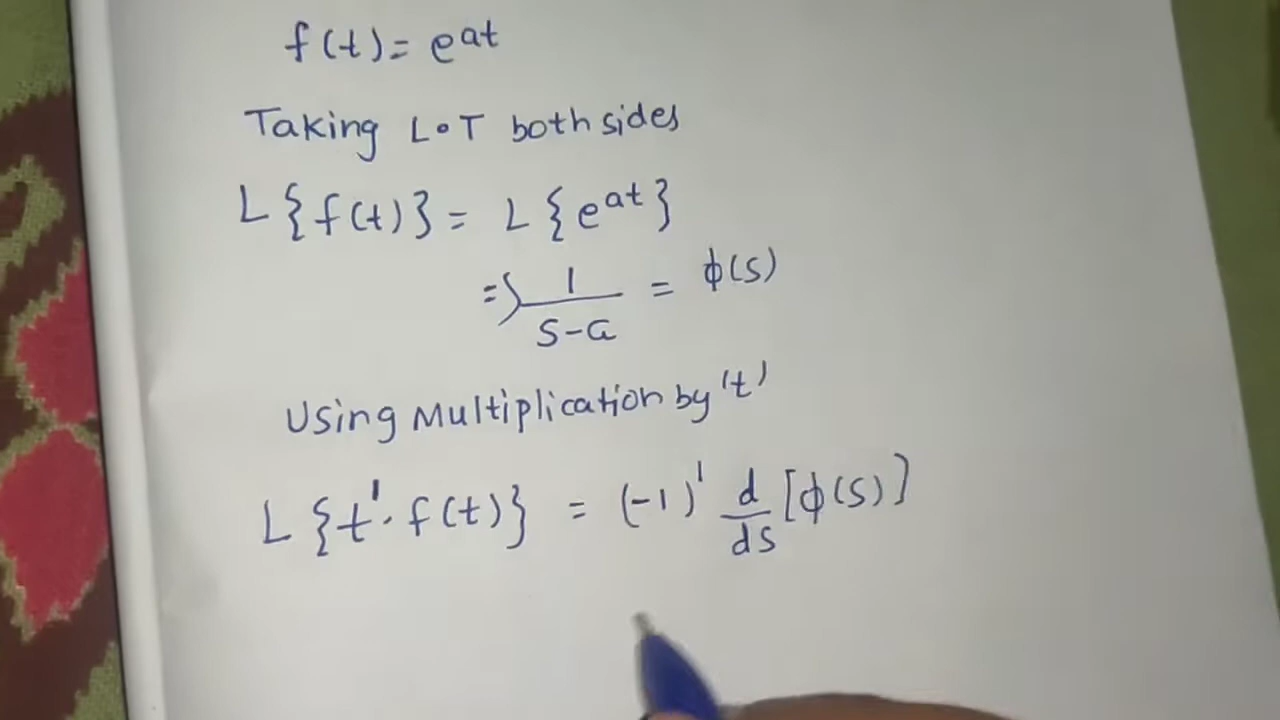 f(t) = e^at
Taking L•T both sides
L{f(t)} = L{e^at}
=> 1/(s-a) = φ(s)
Using Multiplication by 't'
L{t^1. f(t)} = (-1)^1 d/ds [φ(s)]